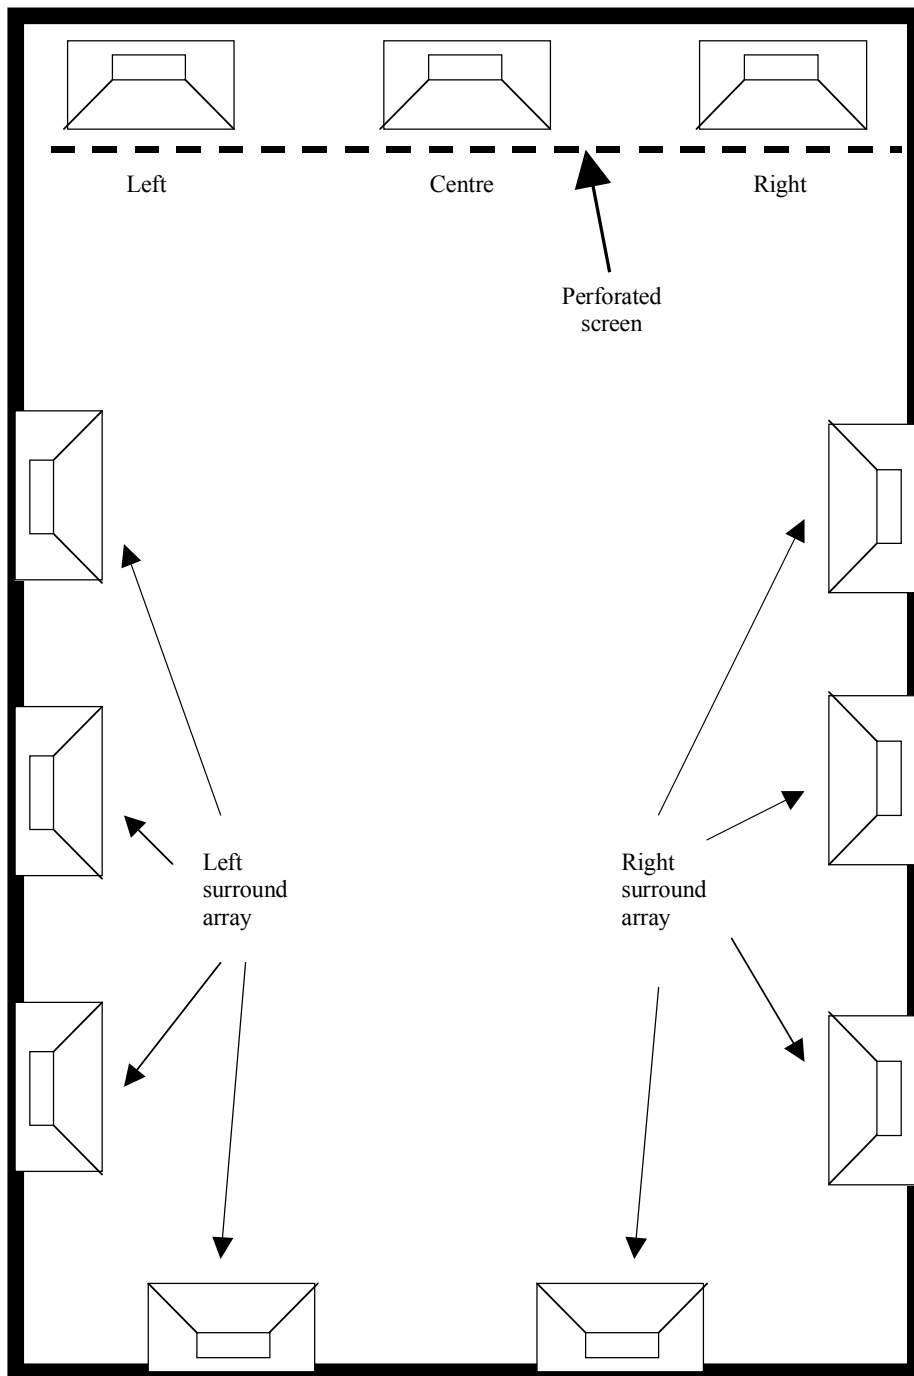 Left
Centre
Right
Perforated
screen
Left
surround
array
Right
surround
array